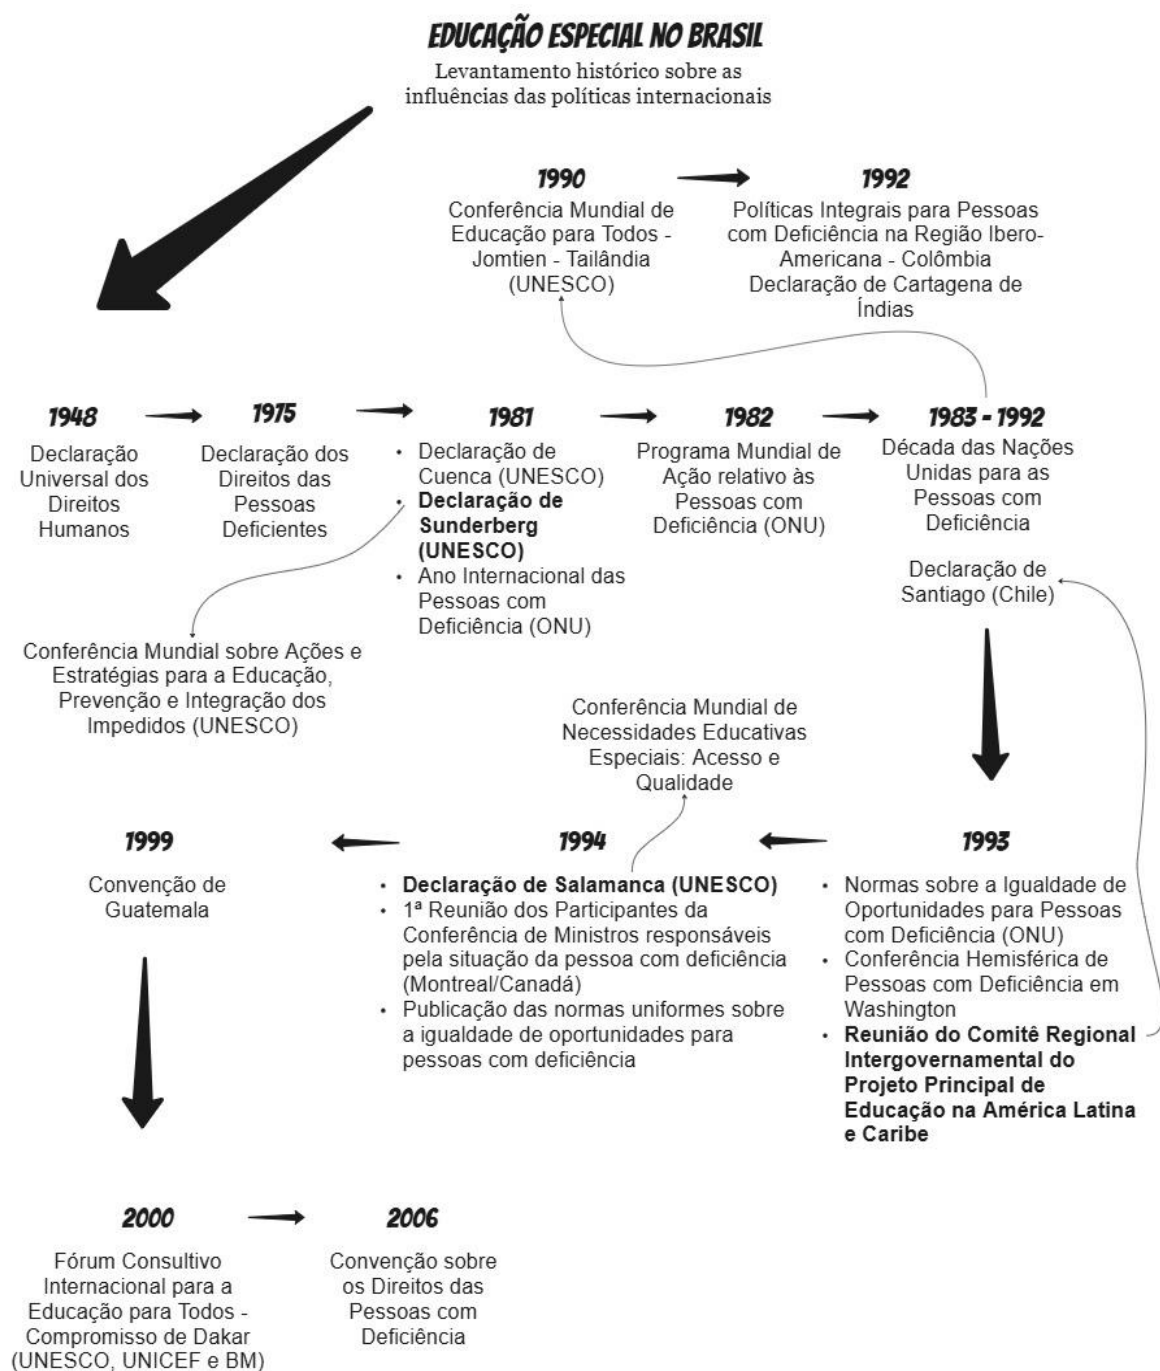 EDUCAÇÃO ESPECIAL NO BRASIL
Levantamento histórico sobre as
influências das políticas internacionais
1990
Conferência Mundial de
Educação para Todos -
Jomtien - Tailândia
(UNESCO)
1992
Políticas Integrais para Pessoas
com Deficiência na Região Ibero-
Americana - Colômbia
Declaração de Cartagena de
Índias
1948
Declaração
Universal dos
Direitos
Humanos
1975
Declaração dos
Direitos das
Pessoas
Deficientes
1981
• Declaração de
Cuenca (UNESCO)
• Declaração de
Sunderberg
(UNESCO)
• Ano Internacional das
Pessoas com
Deficiência (ONU)
1982
Programa Mundial de
Ação relativo às
Pessoas com
Deficiência (ONU)
1983 - 1992
Década das Nações
Unidas para as
Pessoas com
Deficiência
Declaração de
Santiago (Chile)
Conferência Mundial sobre Ações e
Estratégias para a Educação,
Prevenção e Integração dos
Impedidos (UNESCO)
Conferência Mundial de
Necessidades Educativas
Especiais: Acesso e
Qualidade
1999
Convenção de
Guatemala
1994
• Declaração de Salamanca (UNESCO)
• 1ª Reunião dos Participantes da
Conferência de Ministros responsáveis
pela situação da pessoa com deficiência
(Montreal/Canadá)
• Publicação das normas uniformes sobre
a igualdade de oportunidades para
pessoas com deficiência
1993
• Normas sobre a Igualdade de
Oportunidades para Pessoas
com Deficiência (ONU)
• Conferência Hemisférica de
Pessoas com Deficiência em
Washington
• Reunião do Comitê Regional
Intergovernamental do
Projeto Principal de
Educação na América Latina
e Caribe
2000
Fórum Consultivo
Internacional para a
Educação para Todos -
Compromisso de Dakar
(UNESCO, UNICEF e BM)
2006
Convenção sobre
os Direitos das
Pessoas com
Deficiência